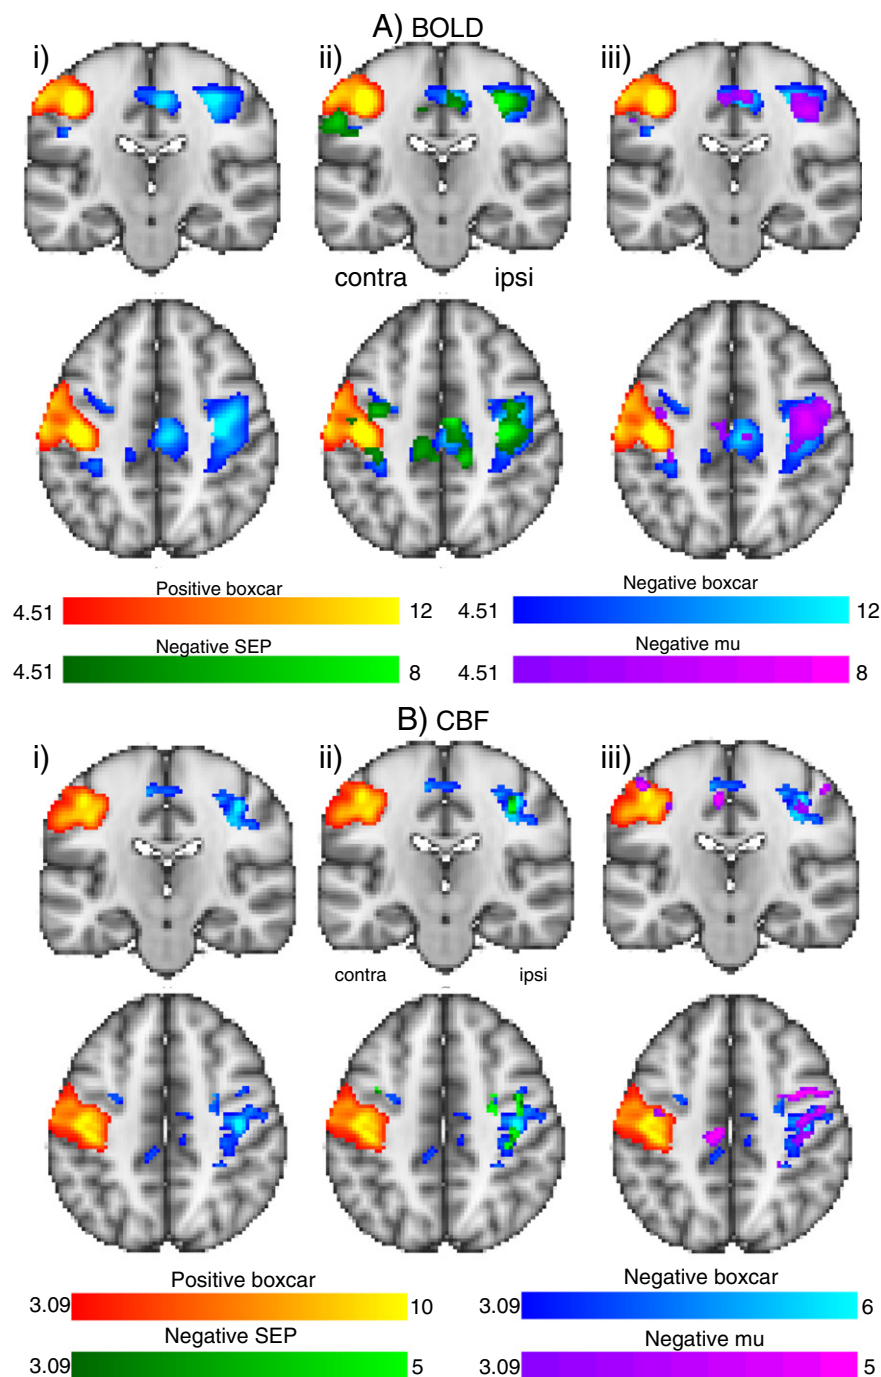 A) BOLD
i) ii) iii)
contra ipsi
Positive boxcar Negative boxcar
4.51 12 4.51 12
Negative SEP Negative mu
4.51 8 4.51 8
B) CBF
i) ii) iii)
contra ipsi
Positive boxcar Negative boxcar
3.09 10 3.09 6
Negative SEP Negative mu
3.09 5 3.09 5